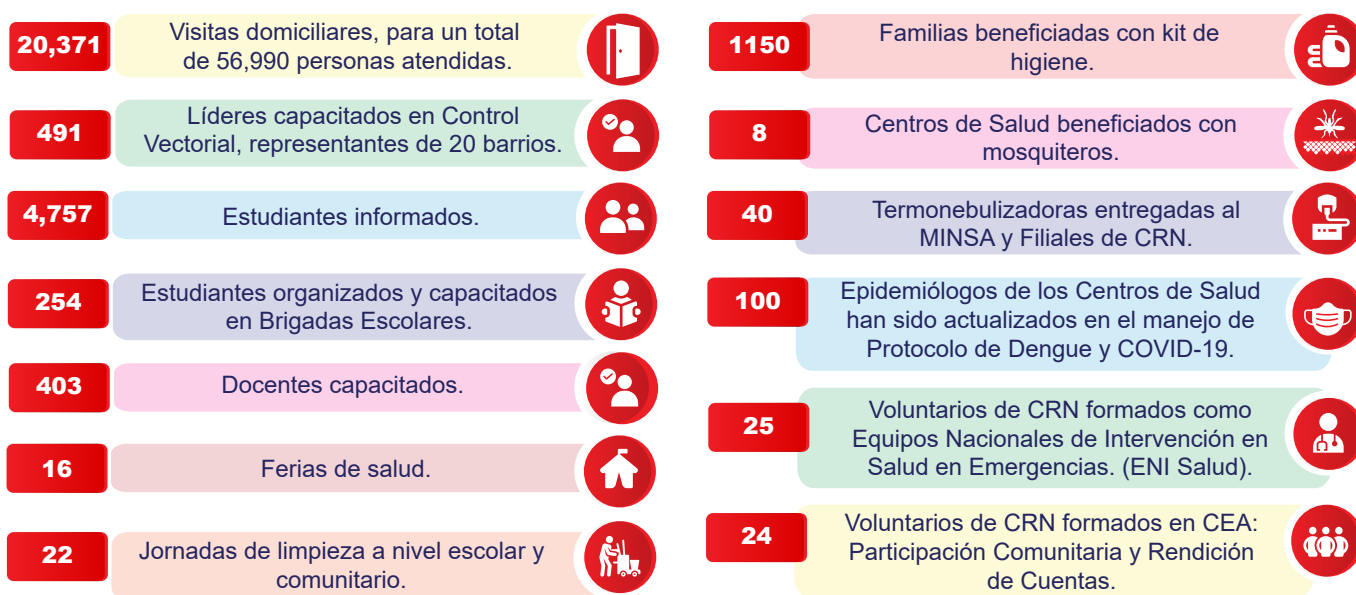 20,371
Visitas domiciliares, para un total
de 56,990 personas atendidas.
491
Líderes capacitados en Control
Vectorial, representantes de 20 barrios.
4,757
Estudiantes informados.
254
Estudiantes organizados y capacitados
en Brigadas Escolares.
403
Docentes capacitados.
16
Ferias de salud.
22
Jornadas de limpieza a nivel escolar y
comunitario.
1150
Familias beneficiadas con kit de
higiene.
8
Centros de Salud beneficiados con
mosquiteros.
40
Termonebulizadoras entregadas al
MINSA y Filiales de CRN.
100
Epidemiólogos de los Centros de Salud
han sido actualizados en el manejo de
Protocolo de Dengue y COVID-19.
25
Voluntarios de CRN formados como
Equipos Nacionales de Intervención en
Salud en Emergencias. (ENI Salud).
24
Voluntarios de CRN formados en CEA:
Participación Comunitaria y Rendición
de Cuentas.